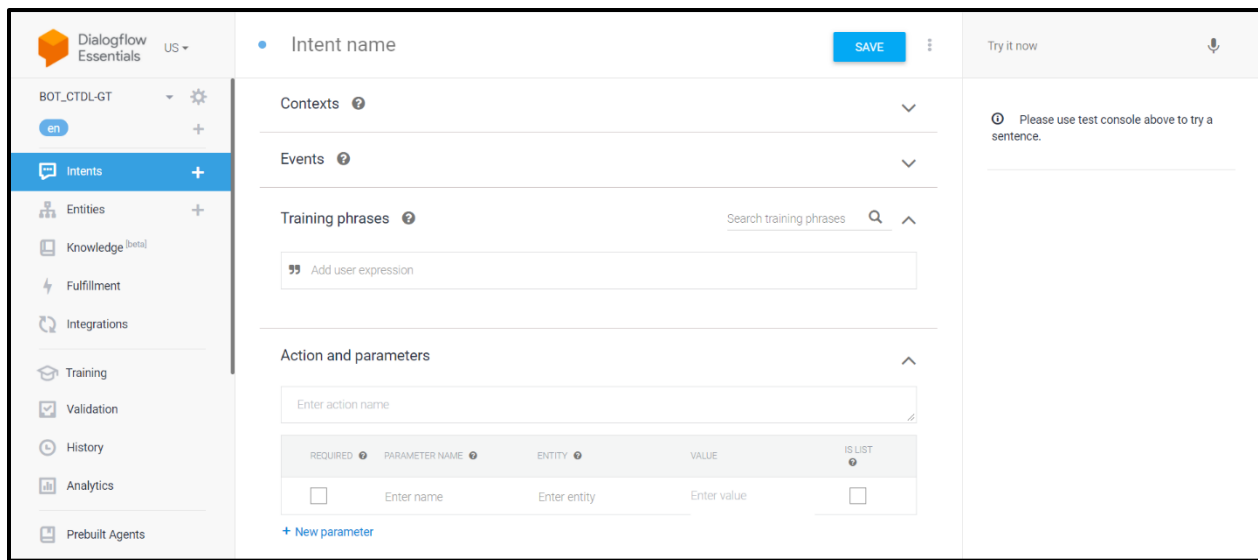 Dialogflow
Essentials
US
BOT_CTDL-GT
en
Intents
Entities
Knowledge [beta]
Fulfillment
Integrations
Training
Validation
History
Analytics
Prebuilt Agents
Intent name
SAVE
Contexts
Events
Training phrases
Search training phrases
Add user expression
Action and parameters
Enter action name
REQUIRED PARAMETER NAME ENTITY VALUE IS LIST
Enter name Enter entity Enter value
+ New parameter
Try it now
Please use test console above to try a
sentence.